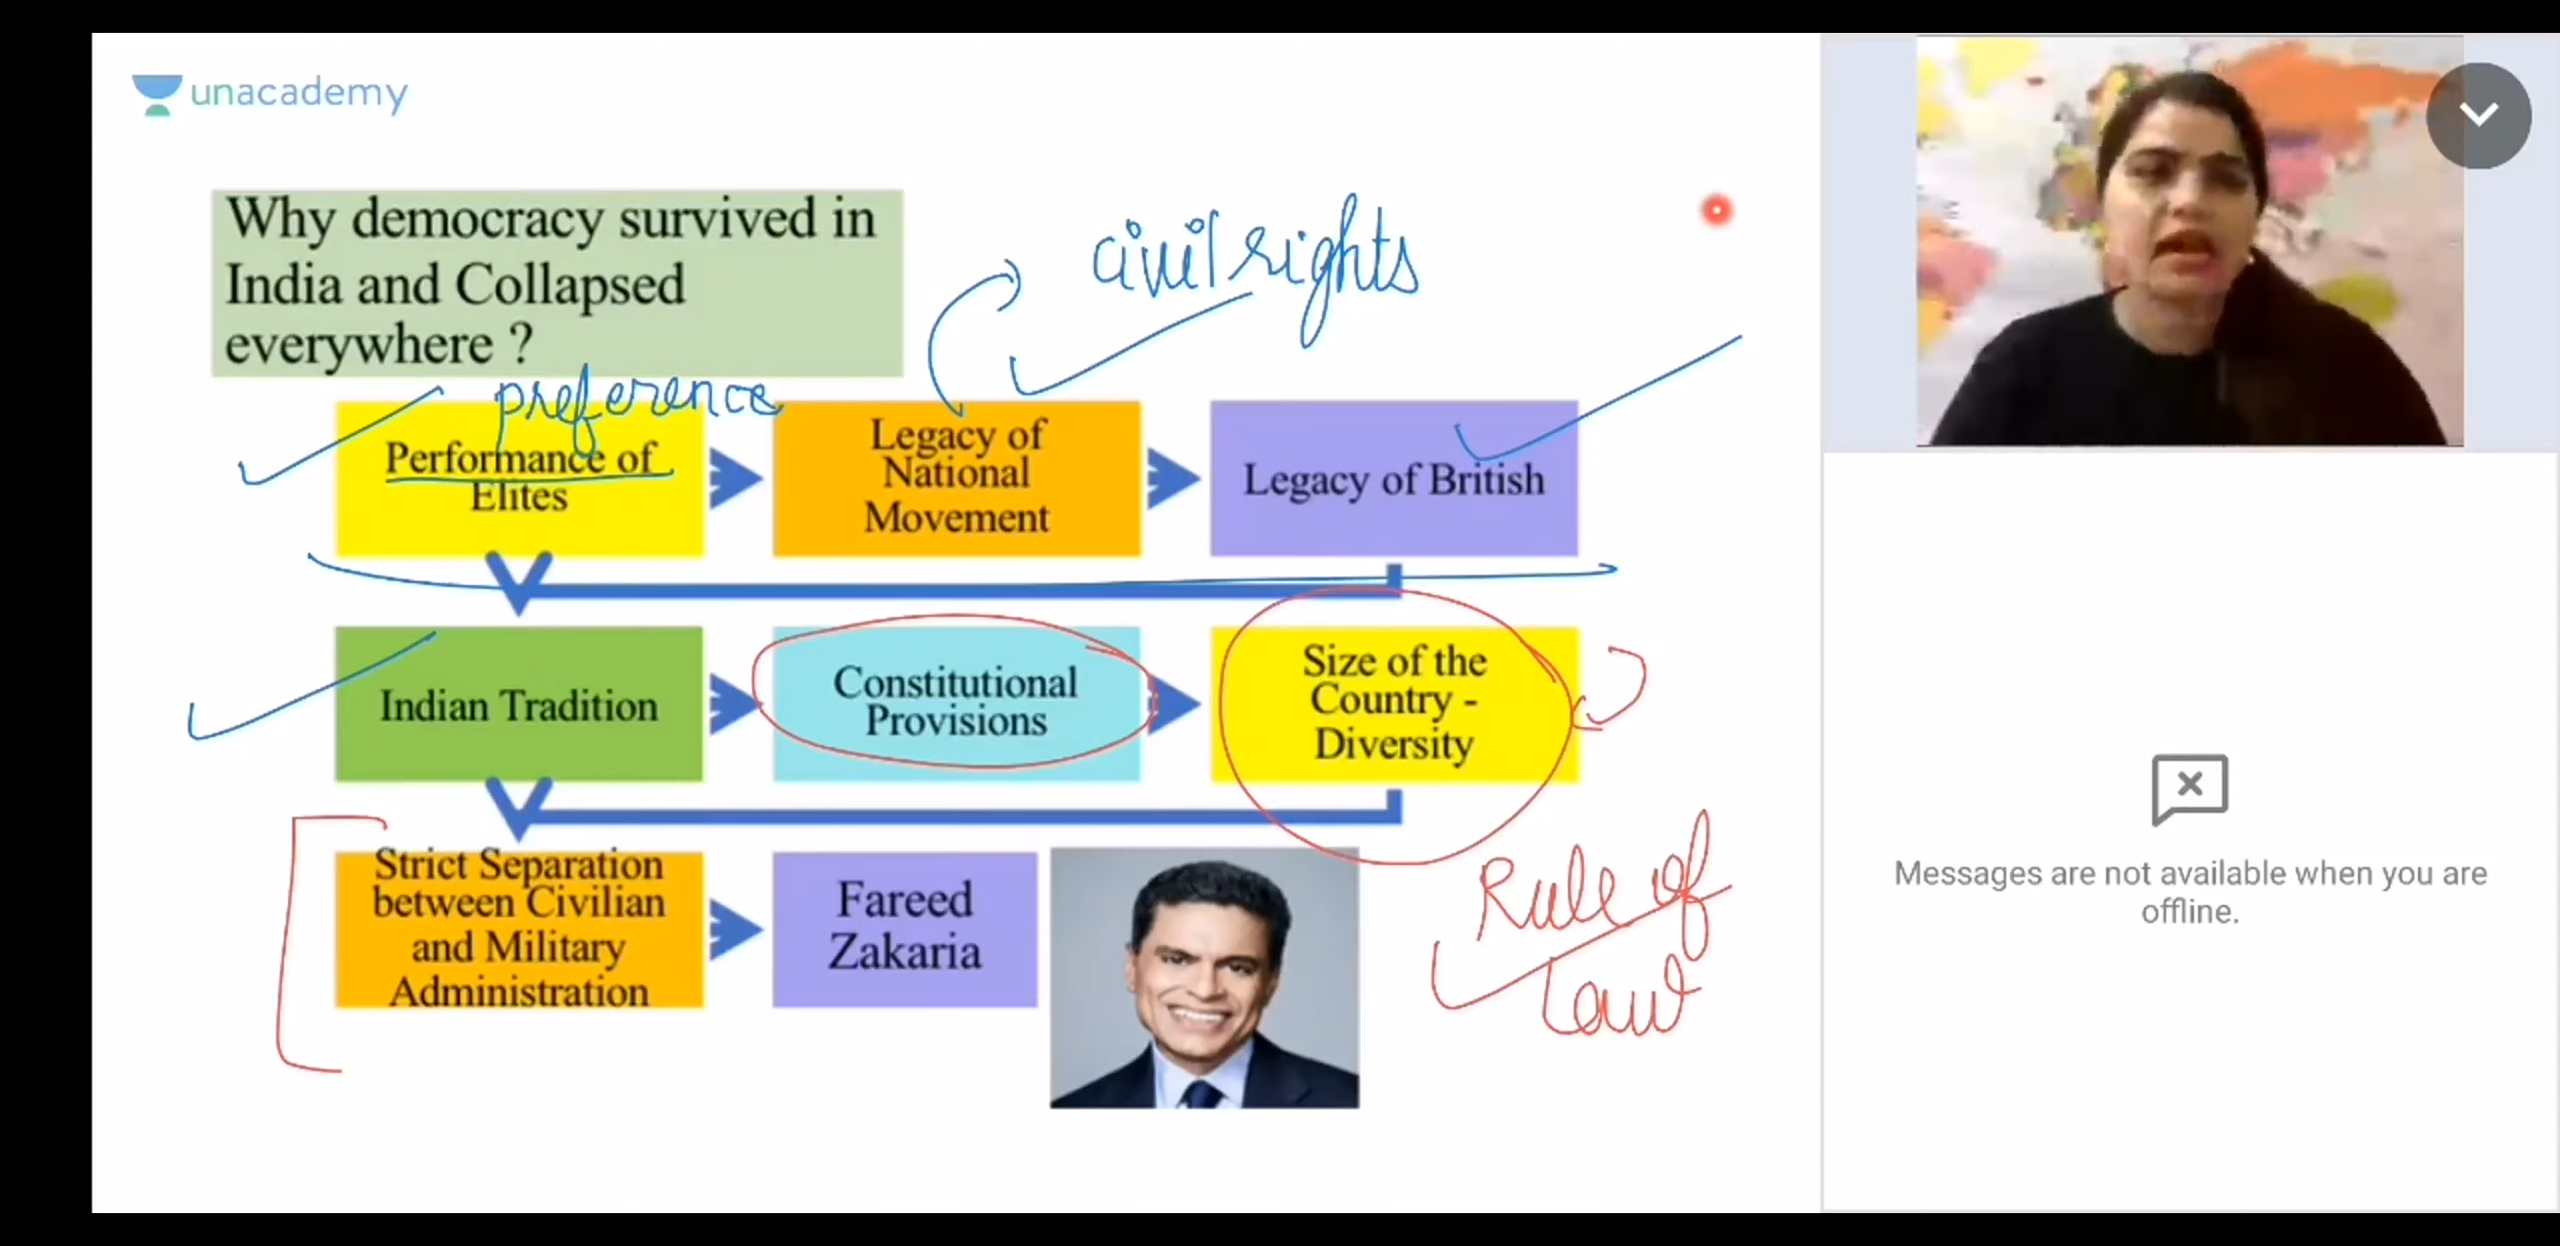 unacademy
Why democracy survived in
India and Collapsed
everywhere ?
civil rights
preference
Performance of
Elites
Legacy of
National
Movement
Legacy of British
Indian Tradition
Constitutional
Provisions
Size of the
Country -
Diversity
Strict Separation
between Civilian
and Military
Administration
Fareed
Zakaria
Rule of
Law
Messages are not available when you are
offline.